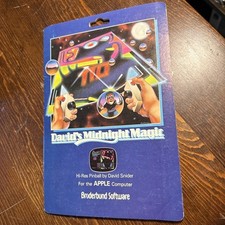 David's Midnight Magic
Hi-Res Pinball by David Snider
For the APPLE Computer
Brøderbund Software